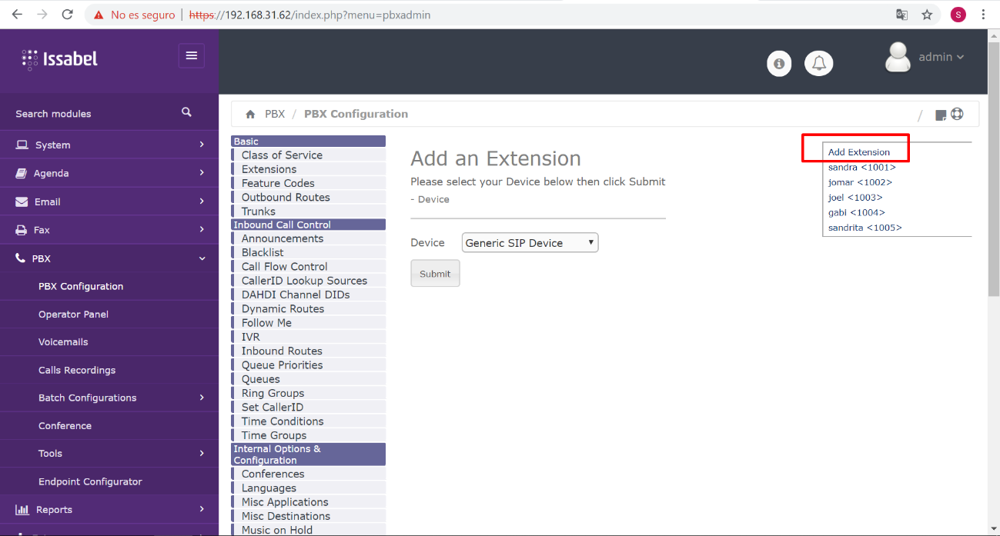 No es seguro | https://192.168.31.62/index.php?menu=pbxadmin
S
Issabel
admin
Search modules
System
Agenda
Email
Fax
PBX
PBX Configuration
Operator Panel
Voicemails
Calls Recordings
Batch Configurations
Conference
Tools
Endpoint Configurator
Reports
PBX / PBX Configuration
/
Basic
Class of Service
Extensions
Feature Codes
Outbound Routes
Trunks
Inbound Call Control
Announcements
Blacklist
Call Flow Control
CallerID Lookup Sources
DAHDI Channel DIDs
Dynamic Routes
Follow Me
IVR
Inbound Routes
Queue Priorities
Queues
Ring Groups
Set CallerID
Time Conditions
Time Groups
Internal Options &
Configuration
Conferences
Languages
Misc Applications
Misc Destinations
Music on Hold
Add an Extension
Please select your Device below then click Submit
- Device
Device Generic SIP Device
Submit
Add Extension
sandra <1001>
jomar <1002>
joel <1003>
gabi <1004>
sandrita <1005>